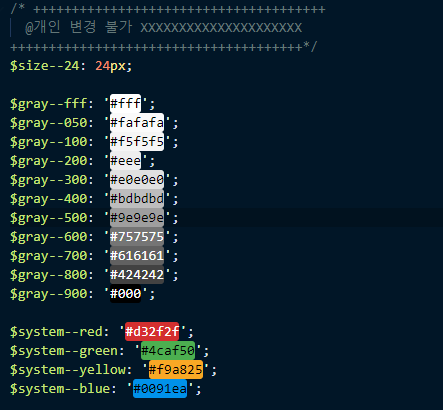 /* ++++++++++++++++++++++++++++++++++++++++
@개인 변경 불가 XXXXXXXXXXXXXXXXXXXXX
++++++++++++++++++++++++++++++++++++++++*/
$size--24: 24px;
$gray--fff: '#fff';
$gray--050: '#fafafa';
$gray--100: '#f5f5f5';
$gray--200: '#eee';
$gray--300: '#e0e0e0';
$gray--400: '#bdbdbd';
$gray--500: '#9e9e9e';
$gray--600: '#757575';
$gray--700: '#616161';
$gray--800: '#424242';
$gray--900: '#000';
$system--red: '#d32f2f';
$system--green: '#4caf50';
$system--yellow: '#f9a825';
$system--blue: '#0091ea';